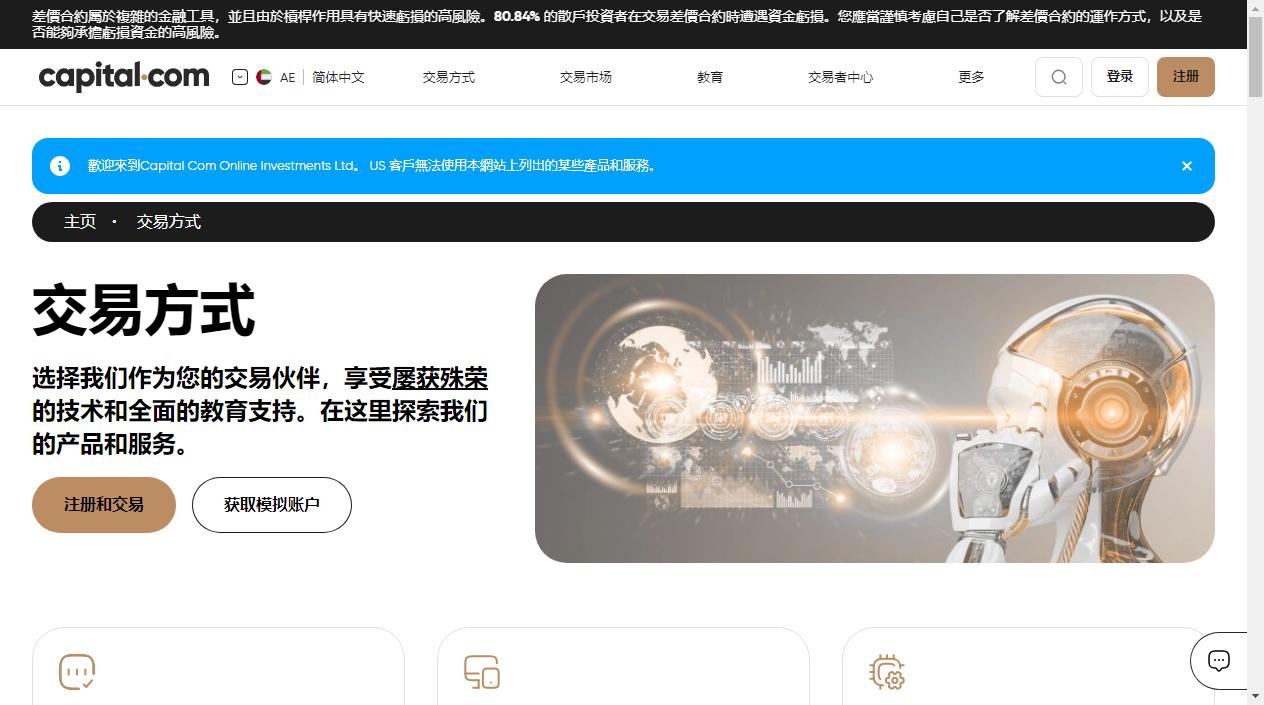 差價合約屬於複雜的金融工具，並且由於槓桿作用具有快速虧損的高風險。80.84% 的散戶投資者在交易差價合約時遭遇資金虧損。您應當謹慎考慮自己是否了解差價合約的運作方式，以及是
否能夠承擔虧損資金的高風險。
capital.com AE 简体中文 交易方式 交易市场 教育 交易者中心 更多 登录 注册
歡迎來到Capital Com Online Investments Ltd。 US 客戶無法使用本網站上列出的某些產品和服務。
主页 · 交易方式
交易方式
选择我们作为您的交易伙伴，享受屡获殊荣
的技术和全面的教育支持。在这里探索我们
的产品和服务。
注册和交易 获取模拟账户